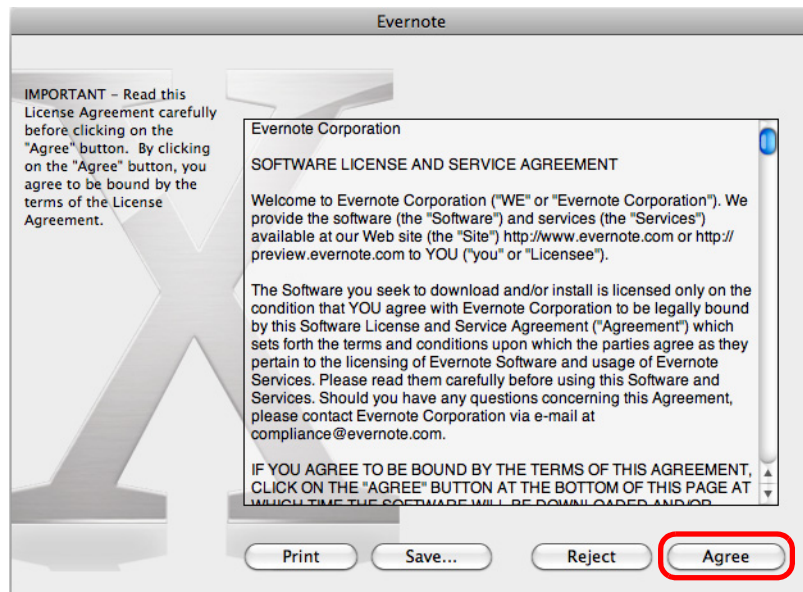 Evernote
IMPORTANT - Read this
License Agreement carefully
before clicking on the
"Agree" button. By clicking
on the "Agree" button, you
agree to be bound by the
terms of the License
Agreement.
Evernote Corporation
SOFTWARE LICENSE AND SERVICE AGREEMENT
Welcome to Evernote Corporation ("WE" or "Evernote Corporation"). We
provide the software (the "Software") and services (the "Services")
available at our Web site (the "Site") http://www.evernote.com or http://
preview.evernote.com to YOU ("you" or "Licensee").
The Software you seek to download and/or install is licensed only on the
condition that YOU agree with Evernote Corporation to be legally bound
by this Software License and Service Agreement ("Agreement") which
sets forth the terms and conditions upon which the parties agree as they
pertain to the licensing of Evernote Software and usage of Evernote
Services. Please read them carefully before using this Software and
Services. Should you have any questions concerning this Agreement,
please contact Evernote Corporation via e-mail at
compliance@evernote.com.
IF YOU AGREE TO BE BOUND BY THE TERMS OF THIS AGREEMENT,
CLICK ON THE "AGREE" BUTTON AT THE BOTTOM OF THIS PAGE AT
WHICH TIME THE SOFTWARE WILL BE DOWNLOADED AND/OR
Print Save... Reject Agree